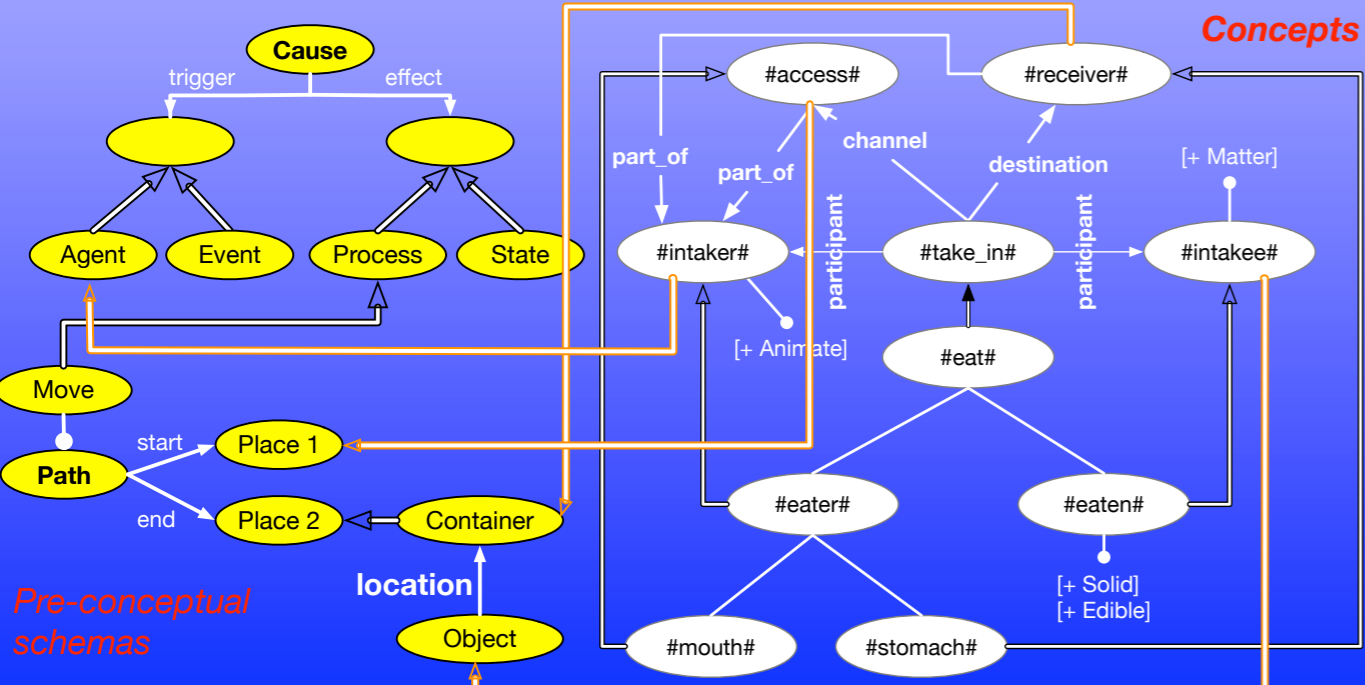 Concepts
Cause
trigger
effect
#access#
#receiver#
channel
part_of
part_of
destination
[+ Matter]
participant
participant
Agent
Event
Process
State
#intaker#
#take_in#
#intakee#
[+ Animate]
#eat#
Move
start
Place 1
Path
end
Place 2
Container
#eater#
#eaten#
location
[+ Solid]
[+ Edible]
Pre-conceptual
schemas
Object
#mouth#
#stomach#